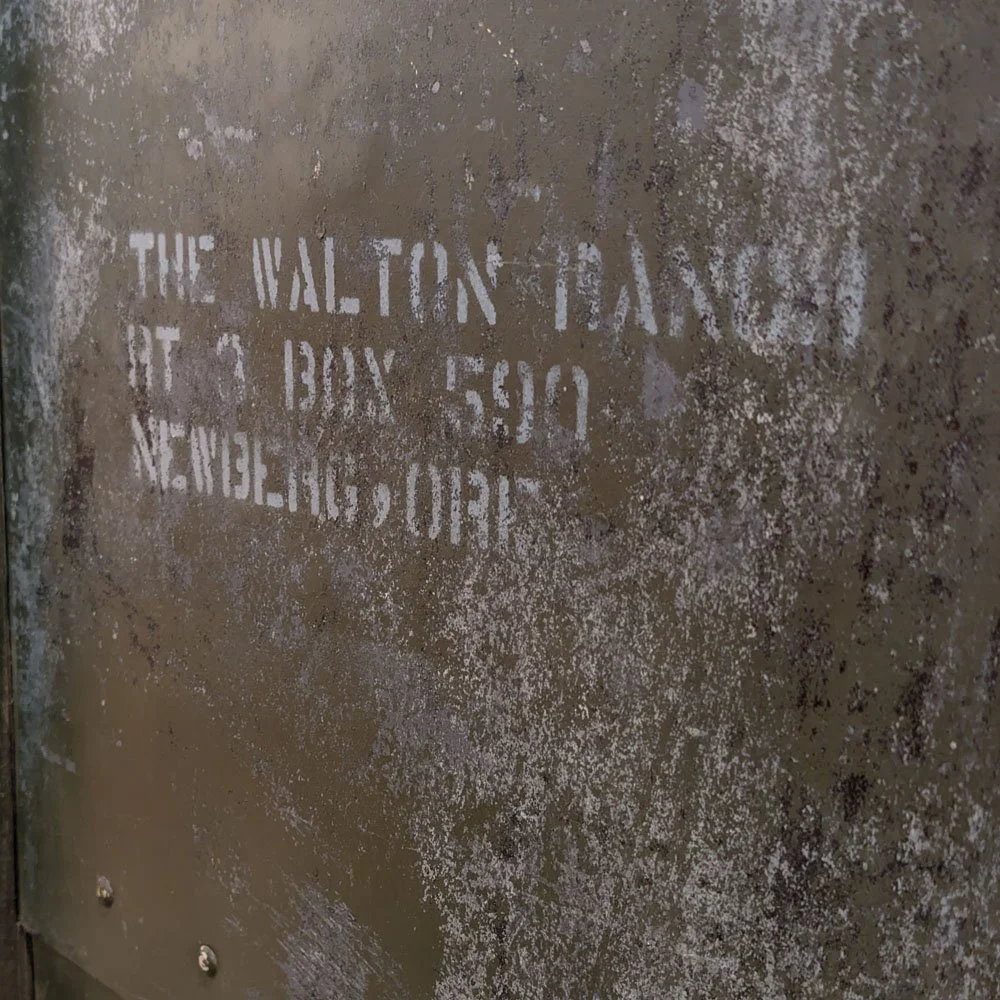 THE WALTON RANCH
RT 3 BOX 590
NEWBERG, ORE